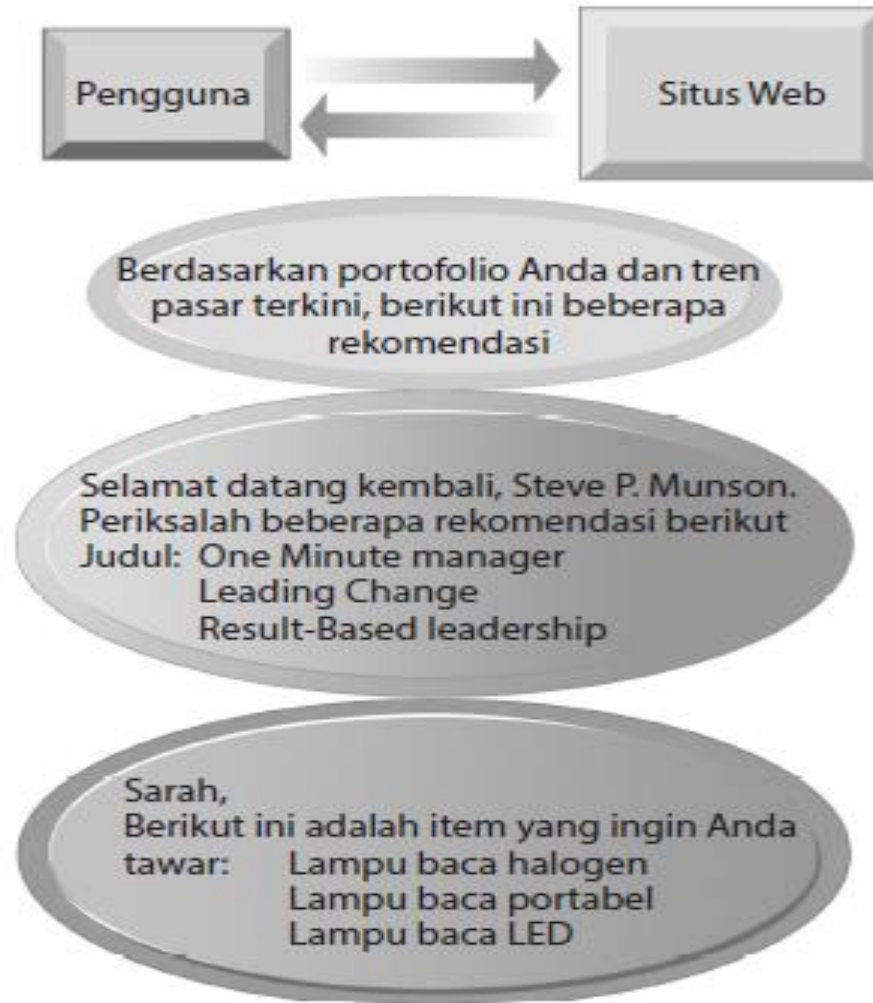 Pengguna
Situs Web
Berdasarkan portofolio Anda dan tren
pasar terkini, berikut ini beberapa
rekomendasi
Selamat datang kembali, Steve P. Munson.
Periksalah beberapa rekomendasi berikut
Judul: One Minute manager
Leading Change
Result-Based leadership
Sarah,
Berikut ini adalah item yang ingin Anda
tawar: Lampu baca halogen
Lampu baca portabel
Lampu baca LED